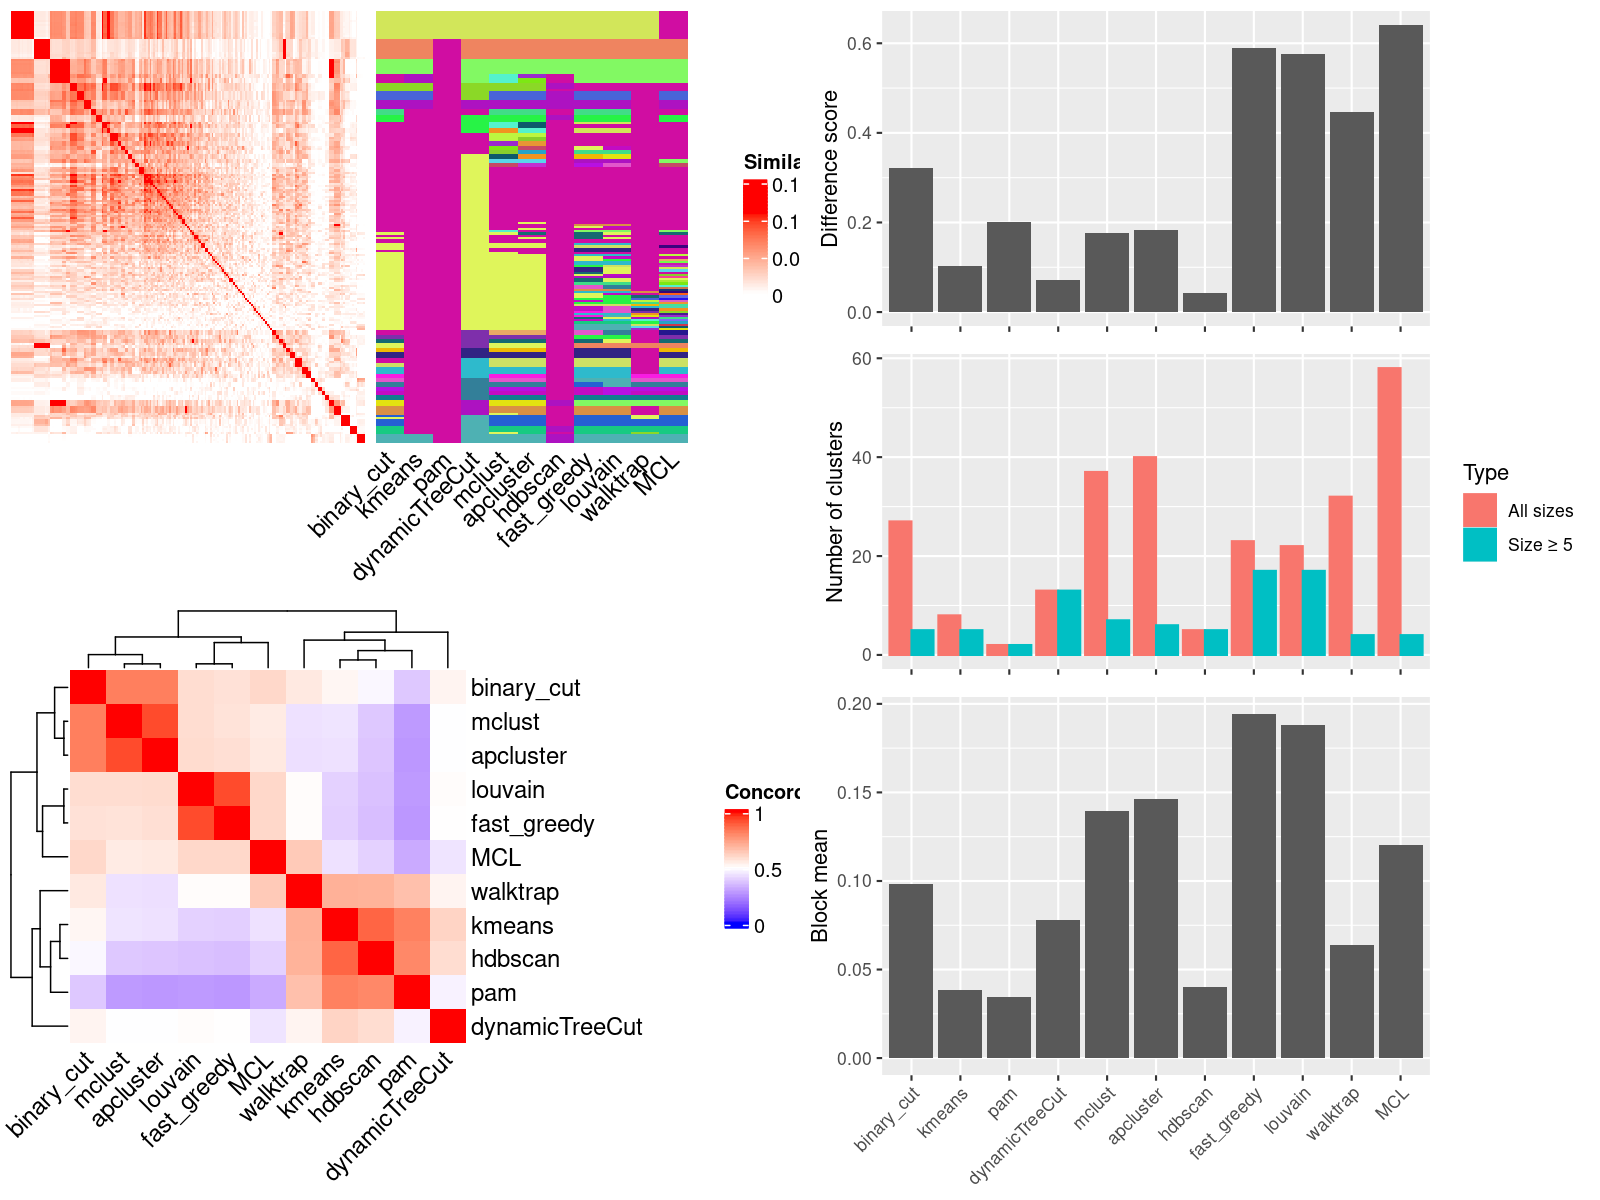 Simila
0.1
0.1
0.0
0
binary_cut
kmeans
pam
dynamicTreeCut
mclust
apcluster
hdbscan
fast_greedy
louvain
walktrap
MCL
binary_cut
mclust
apcluster
louvain
fast_greedy
MCL
walktrap
kmeans
hdbscan
pam
dynamicTreeCut
binary_cut
mclust
apcluster
louvain
fast_greedy
MCL
walktrap
kmeans
hdbscan
pam
dynamicTreeCut
Concord
1
0.5
0
Difference score
0.6
0.4
0.2
0.0
Number of clusters
60
40
20
0
Type
All sizes
Size ≥ 5
Block mean
0.20
0.15
0.10
0.05
0.00
binary_cut
kmeans
pam
dynamicTreeCut
mclust
apcluster
hdbscan
fast_greedy
louvain
walktrap
MCL